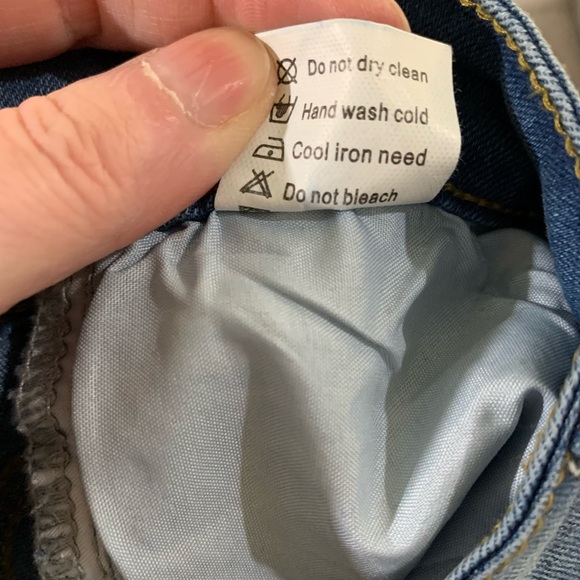 Do not dry clean
Hand wash cold
Cool iron need
Do not bleach